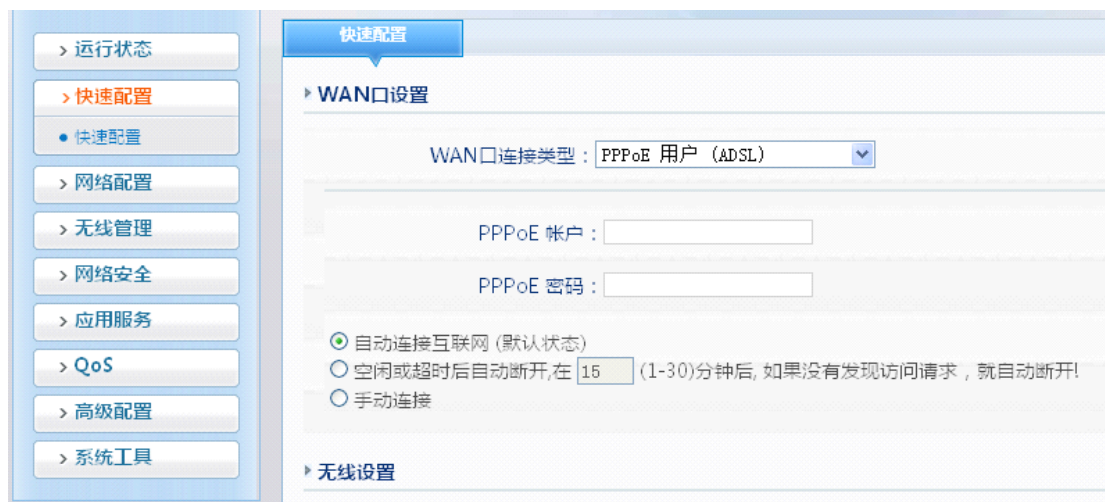 运行状态
快速配置
快速配置
网络配置
无线管理
网络安全
应用服务
QoS
高级配置
系统工具
快速配置
WAN口设置
WAN口连接类型：PPPoE 用户 (ADSL)
PPPoE 帐户：
PPPoE 密码：
自动连接互联网 (默认状态)
空闲或超时后自动断开,在 15 (1-30)分钟后, 如果没有发现访问请求，就自动断开!
手动连接
无线设置